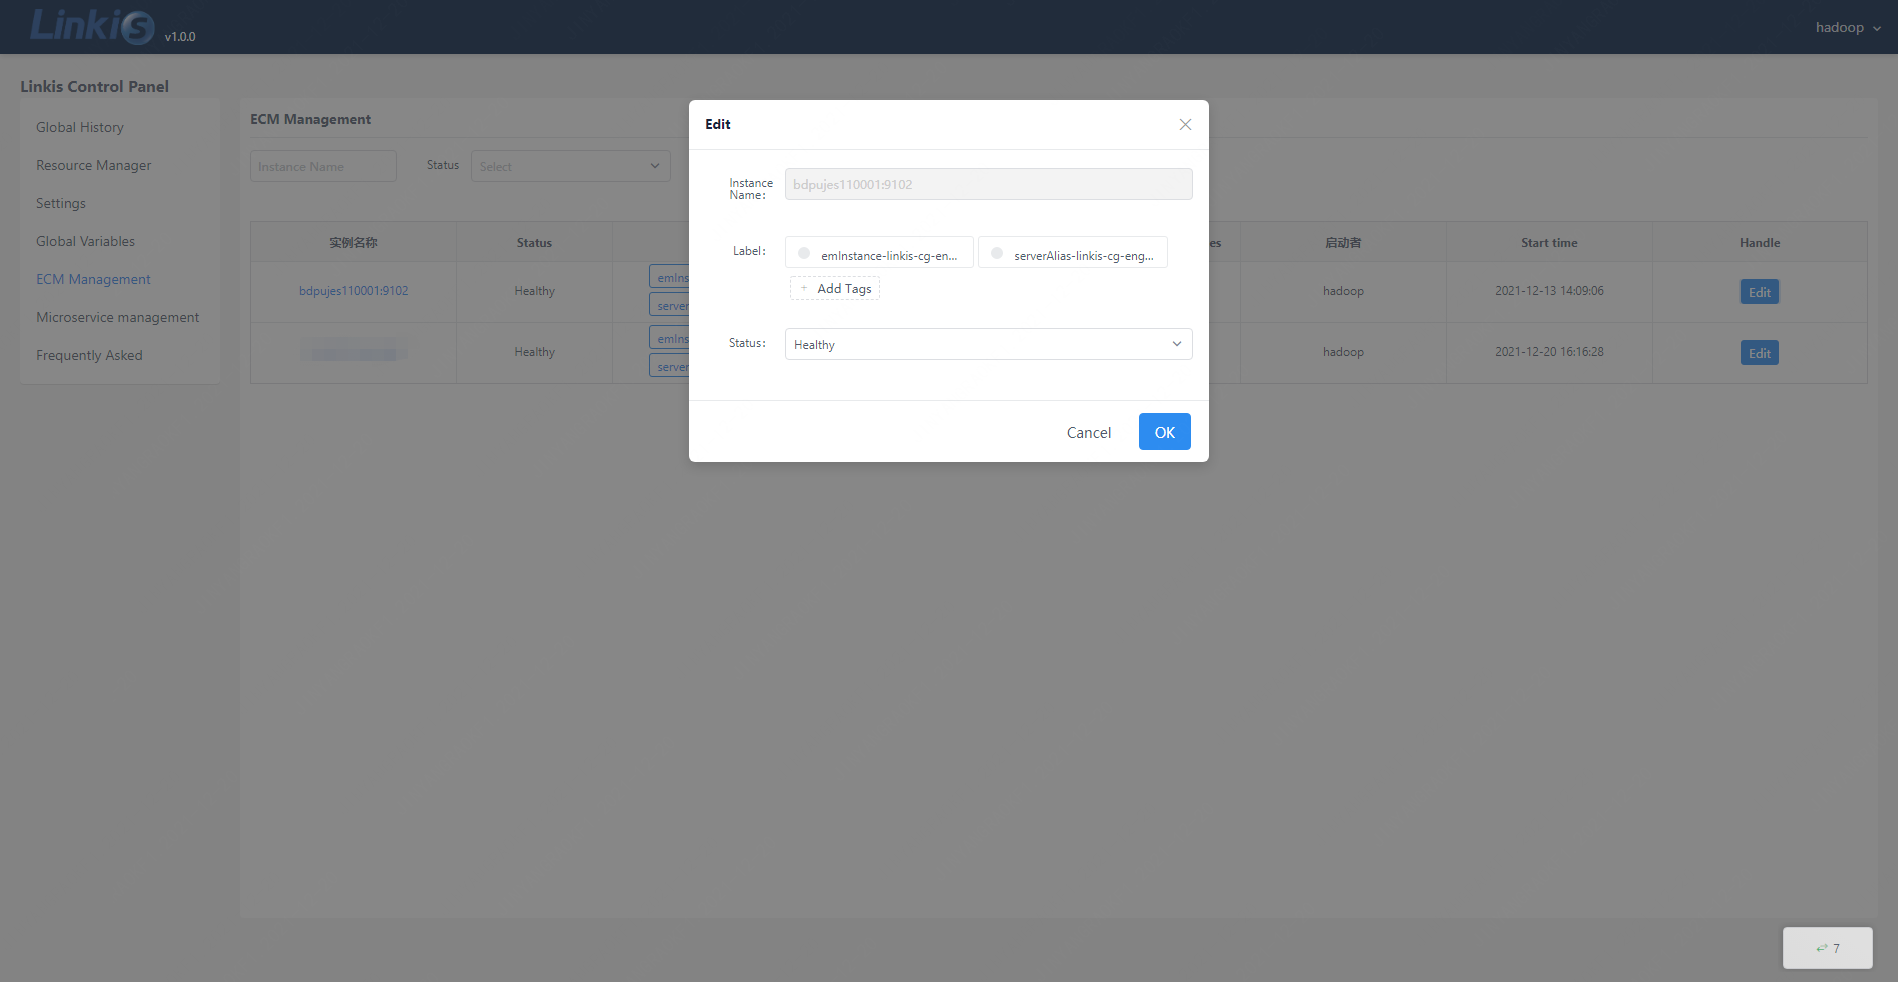 Linkis v1.0.0
hadoop
Linkis Control Panel
Global History
Resource Manager
Settings
Global Variables
ECM Management
Microservice management
Frequently Asked
ECM Management
Instance Name
Status
Select
实例名称
Status
es
启动者
Start time
Handle
bdpujes110001:9102
Healthy
emIns
server
hadoop
2021-12-13 14:09:06
Edit
Healthy
emIns
server
hadoop
2021-12-20 16:16:28
Edit
Edit
Instance
Name:
bdpujes110001:9102
Label:
emInstance-linkis-cg-en...
serverAlias-linkis-cg-eng...
+ Add Tags
Status:
Healthy
Cancel
OK
7